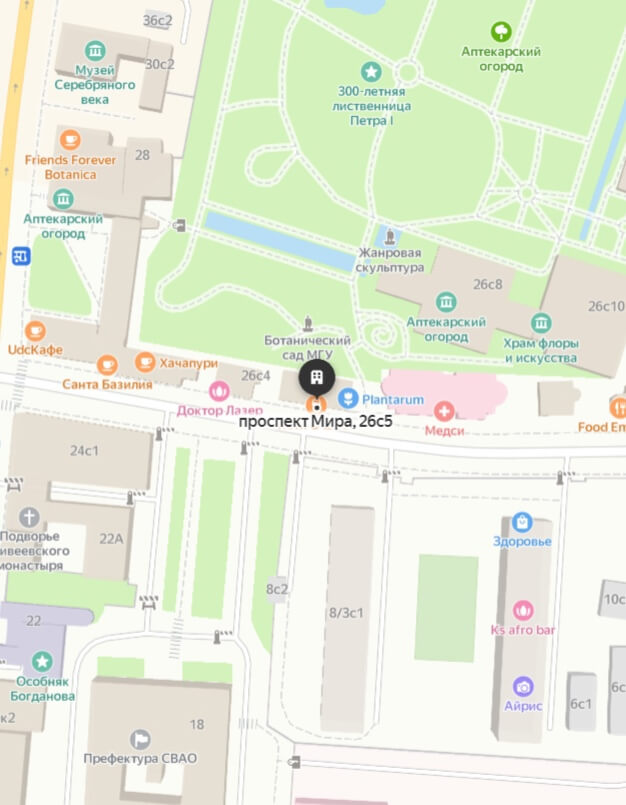 36с2
Аптекарский
огород
30с2
Музей
Серебряного
века
300-летняя
лиственница
Петра I
28
Friends Forever
Botanica
Аптекарский
огород
Жанровая
скульптура
26с8
26с10
Аптекарский
огород
Храм флоры
и искусства
Ботанический
сад МГУ
UdcКафе
Хачапури
Санта Базилия
26с4
Доктор Лазер
Plantarum
Медси
Food Em
проспект Мира, 26с5
24с1
Здоровье
22А
Подворье
ивеевского
монастыря
8с2
8/3с1
10с
22
Ks afro bar
Особняк
Богданова
Айрис
6с1
6с
к2
18
Префектура СВАО